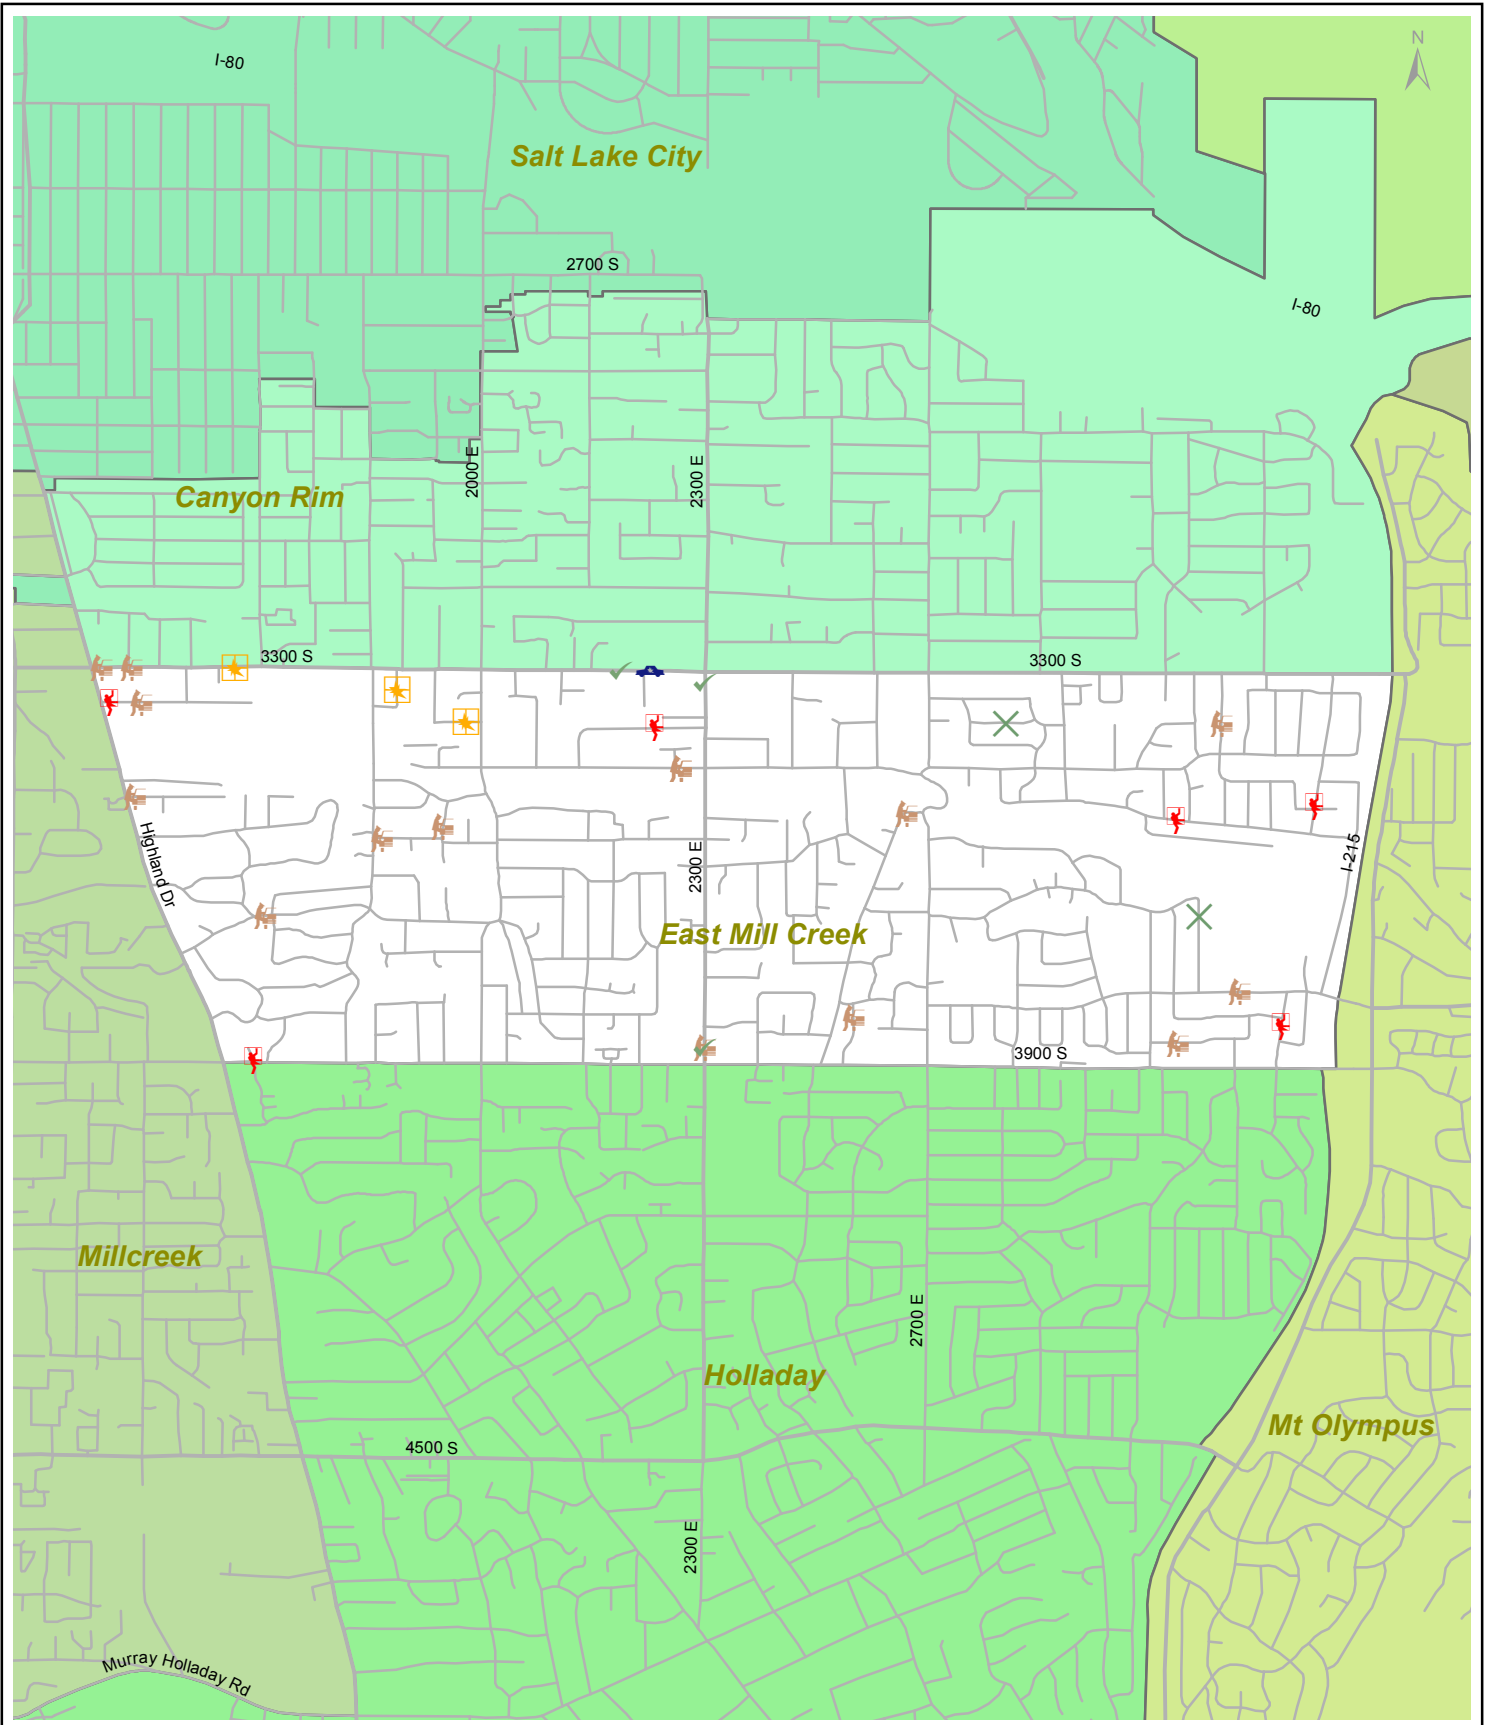 N
I-80
Salt Lake City
2700 S
I-80
2000 E
2300 E
Canyon Rim
3300 S
3300 S
Highland Dr
2300 E
I-215
East Mill Creek
3900 S
Millcreek
2700 E
Holladay
Mt Olympus
4500 S
2300 E
Murray Holladay Rd